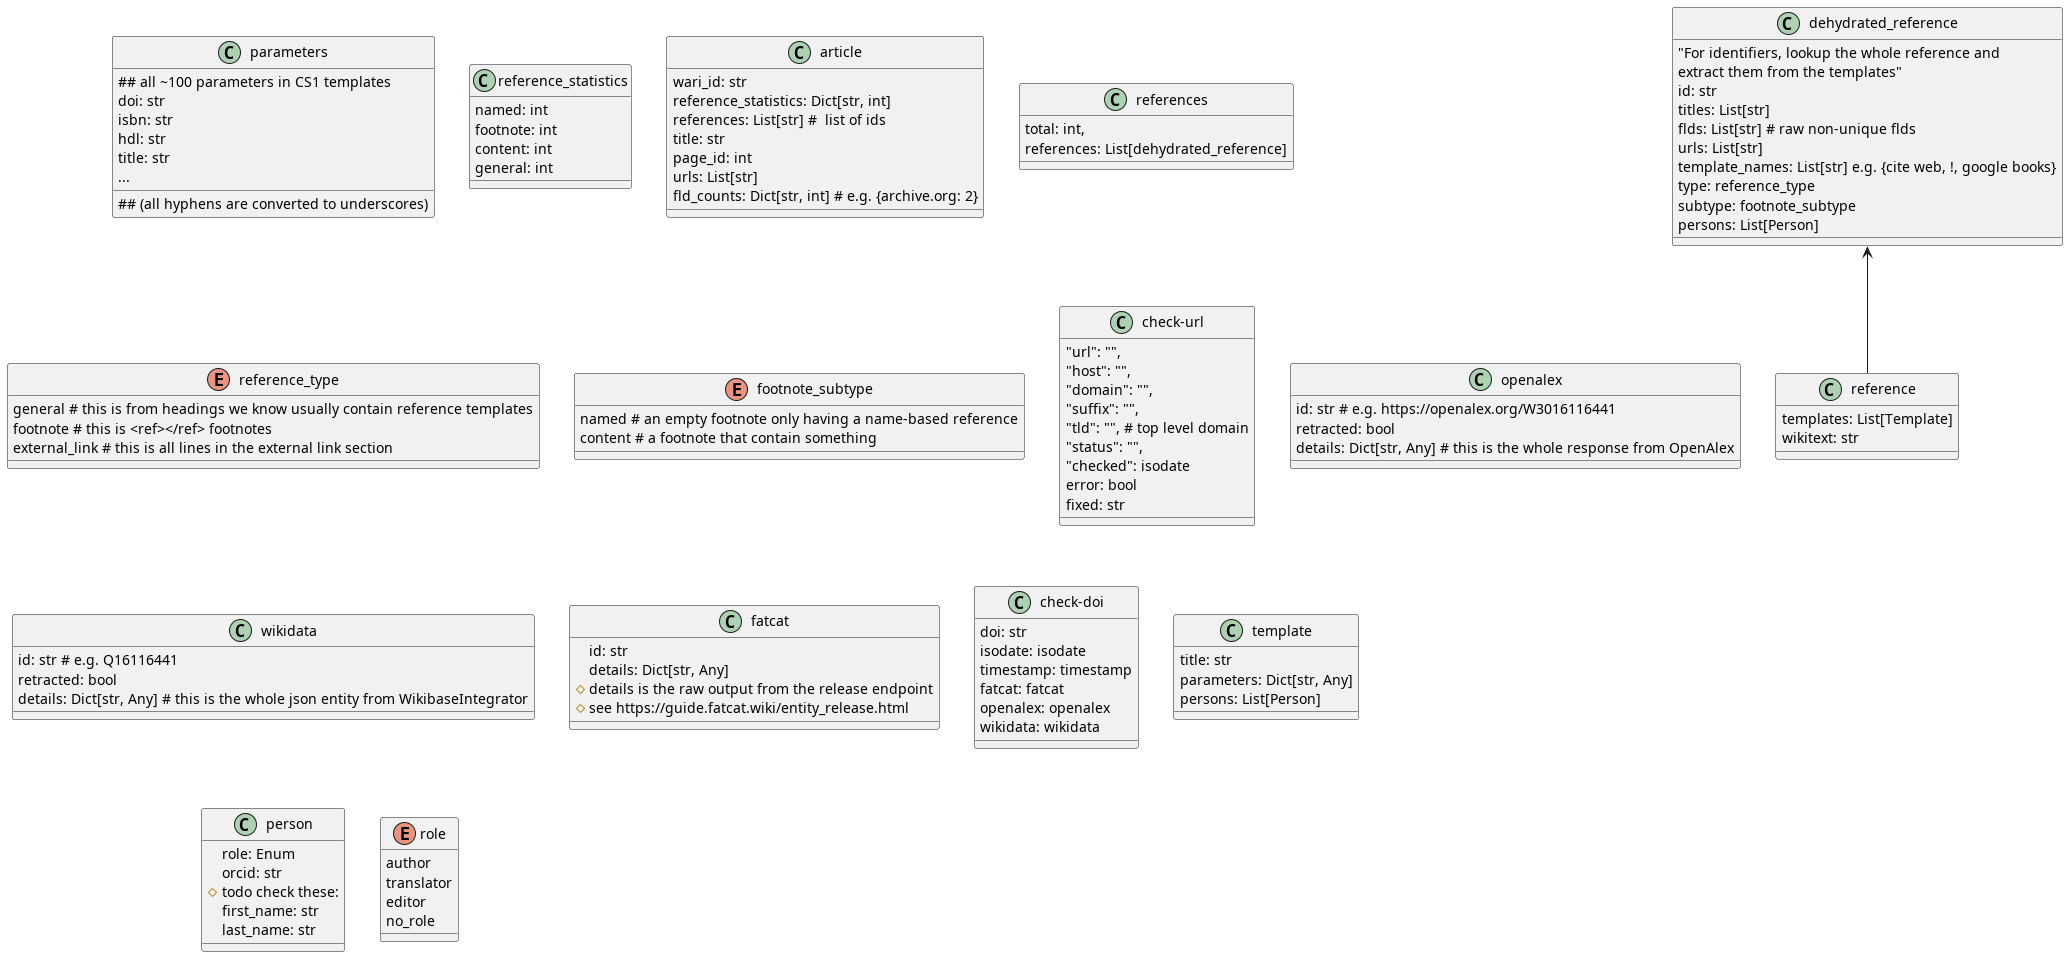 C parameters
## all ~100 parameters in CS1 templates
doi: str
isbn: str
hdl: str
title: str
...
## (all hyphens are converted to underscores)
C reference_statistics
named: int
footnote: int
content: int
general: int
C article
wari_id: str
reference_statistics: Dict[str, int]
references: List[str] #  list of ids
title: str
page_id: int
urls: List[str]
fld_counts: Dict[str, int] # e.g. {archive.org: 2}
C references
total: int,
references: List[dehydrated_reference]
C dehydrated_reference
"For identifiers, lookup the whole reference and
extract them from the templates"
id: str
titles: List[str]
flds: List[str] # raw non-unique flds
urls: List[str]
template_names: List[str] e.g. {cite web, !, google books}
type: reference_type
subtype: footnote_subtype
persons: List[Person]
E reference_type
general # this is from headings we know usually contain reference templates
footnote # this is <ref></ref> footnotes
external_link # this is all lines in the external link section
E footnote_subtype
named # an empty footnote only having a name-based reference
content # a footnote that contain something
C check-url
"url": "",
"host": "",
"domain": "",
"suffix": "",
"tld": "", # top level domain
"status": "",
"checked": isodate
error: bool
fixed: str
C openalex
id: str # e.g. https://openalex.org/W3016116441
retracted: bool
details: Dict[str, Any] # this is the whole response from OpenAlex
C reference
templates: List[Template]
wikitext: str
C wikidata
id: str # e.g. Q16116441
retracted: bool
details: Dict[str, Any] # this is the whole json entity from WikibaseIntegrator
C fatcat
id: str
details: Dict[str, Any]
details is the raw output from the release endpoint
see https://guide.fatcat.wiki/entity_release.html
C check-doi
doi: str
isodate: isodate
timestamp: timestamp
fatcat: fatcat
openalex: openalex
wikidata: wikidata
C template
title: str
parameters: Dict[str, Any]
persons: List[Person]
C person
role: Enum
orcid: str
todo check these:
first_name: str
last_name: str
E role
author
translator
editor
no_role